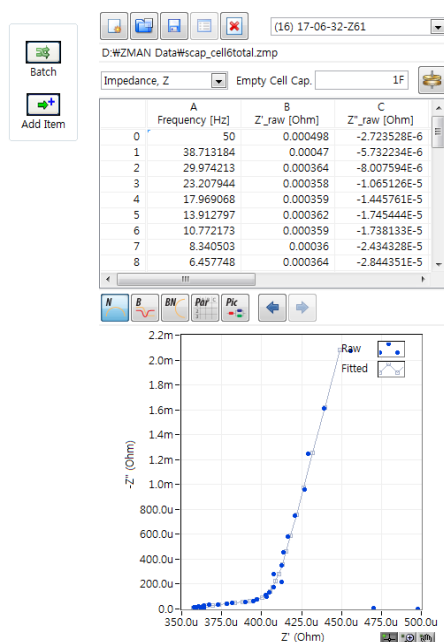 (16) 17-06-32-Z61
D:₩ZMAN Data₩scap_cell6total.zmp
Batch
Add Item
Impedance, Z Empty Cell Cap. 1F
A B C
Frequency [Hz] Z'_raw [Ohm] Z"_raw [Ohm]
0 50 0.000498 -2.723528E-6
1 38.713184 0.00047 -5.732234E-6
2 29.974213 0.000364 -8.007594E-6
3 23.207944 0.000358 -1.065126E-5
4 17.969068 0.000359 -1.445761E-5
5 13.912797 0.000362 -1.745444E-5
6 10.772173 0.000359 -1.738133E-5
7 8.340503 0.00036 -2.434328E-5
8 6.457748 0.000364 -2.844351E-5
N B BN Par Pic
2.2m
2.0m
1.8m
1.6m
1.4m
1.2m
1.0m
800.0u
600.0u
400.0u
200.0u
0.0
-Z" (Ohm)
Raw
Fitted
350.0u 375.0u 400.0u 425.0u 450.0u 475.0u 500.0u
Z' (Ohm)